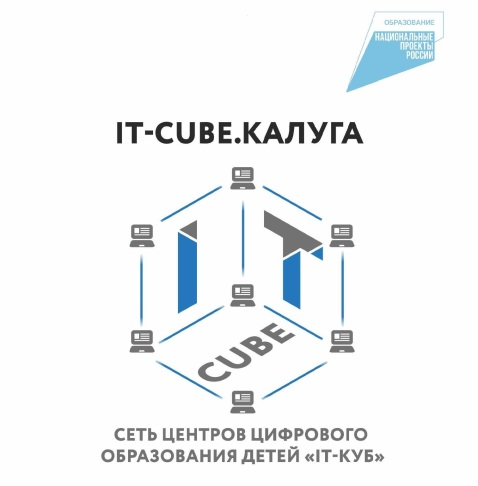 ОБРАЗОВАНИЕ
НАЦИОНАЛЬНЫЕ
ПРОЕКТЫ
РОССИИ
IT-CUBE.КАЛУГА
IT
CUBE
СЕТЬ ЦЕНТРОВ ЦИФРОВОГО
ОБРАЗОВАНИЯ ДЕТЕЙ «IT-КУБ»